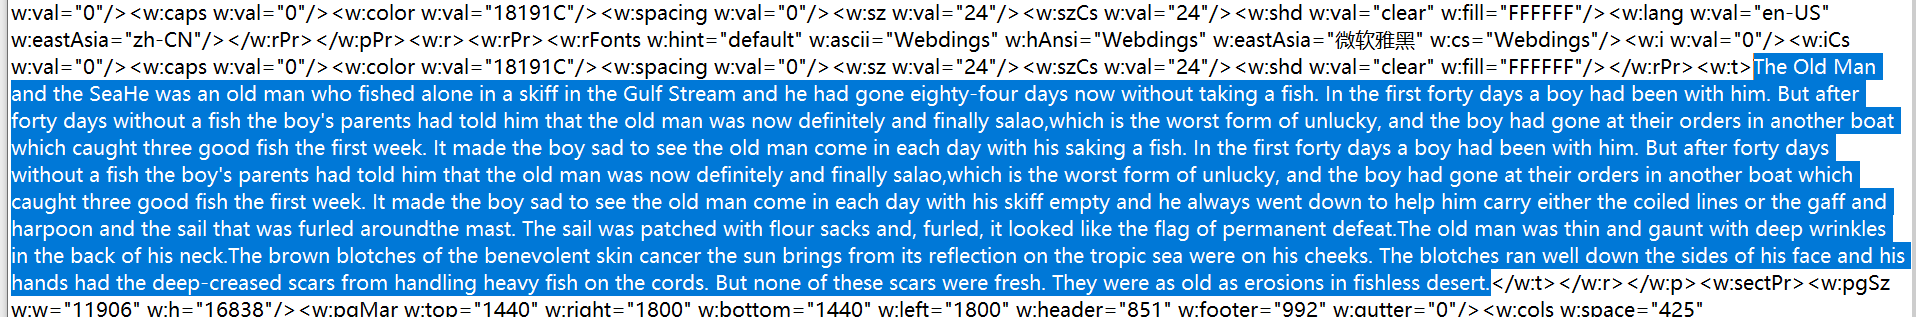 w:val="0"/><w:caps w:val="0"/><w:color w:val="18191C"/><w:spacing w:val="0"/><w:sz w:val="24"/><w:szCs w:val="24"/><w:shd w:val="clear" w:fill="FFFFFF"/><w:lang w:val="en-US"
w:eastAsia="zh-CN"/></w:rPr></w:pPr><w:r><w:rPr><w:rFonts w:hint="default" w:ascii="Webdings" w:hAnsi="Webdings" w:eastAsia="微软雅黑" w:cs="Webdings"/><w:i w:val="0"/><w:iCs
w:val="0"/><w:caps w:val="0"/><w:color w:val="18191C"/><w:spacing w:val="0"/><w:sz w:val="24"/><w:szCs w:val="24"/><w:shd w:val="clear" w:fill="FFFFFF"/></w:rPr><w:t>The Old Man
and the SeaHe was an old man who fished alone in a skiff in the Gulf Stream and he had gone eighty-four days now without taking a fish. In the first forty days a boy had been with him. But after
forty days without a fish the boy's parents had told him that the old man was now definitely and finally salao,which is the worst form of unlucky, and the boy had gone at their orders in another boat
which caught three good fish the first week. It made the boy sad to see the old man come in each day with his saking a fish. In the first forty days a boy had been with him. But after forty days
without a fish the boy's parents had told him that the old man was now definitely and finally salao,which is the worst form of unlucky, and the boy had gone at their orders in another boat which
caught three good fish the first week. It made the boy sad to see the old man come in each day with his skiff empty and he always went down to help him carry either the coiled lines or the gaff and
harpoon and the sail that was furled aroundthe mast. The sail was patched with flour sacks and, furled, it looked like the flag of permanent defeat.The old man was thin and gaunt with deep wrinkles
in the back of his neck.The brown blotches of the benevolent skin cancer the sun brings from its reflection on the tropic sea were on his cheeks. The blotches ran well down the sides of his face and his
hands had the deep-creased scars from handling heavy fish on the cords. But none of these scars were fresh. They were as old as erosions in fishless desert.</w:t></w:r></w:p><w:sectPr><w:pgSz
w:w="11906" w:h="16838"/><w:pgMar w:top="1440" w:right="1800" w:bottom="1440" w:left="1800" w:header="851" w:footer="992" w:gutter="0"/><w:cols w:space="425"